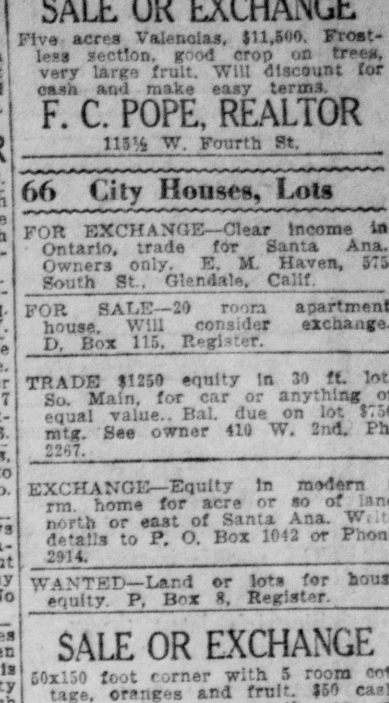 SALE OR EXCHANGE
Five acres Valencias, $11,500. Frost-
less section, good crop on trees,
very large fruit. Will discount for
cash and make easy terms.
F. C. POPE, REALTOR
115½ W. Fourth St.
66 City Houses, Lots
FOR EXCHANGE—Clear income in
Ontario, trade for Santa Ana.
Owners only. E. M. Haven, 575
South St., Glendale, Calif.
FOR SALE—20 room apartment
house. Will consider exchange.
D, Box 115, Register.
TRADE $1250 equity in 30 ft. lot
So. Main, for car or anything of
equal value.. Bal. due on lot
mtg. See owner 410 W. 2nd. Ph
2267.
EXCHANGE—Equity in modern
rm. home for acre or so of land
north or east of Santa Ana. Write
details to P. O. Box 1042 or Phon
2914.
WANTED—Land or lots for hous
equity. P, Box 8, Register.
SALE OR EXCHANGE
50x150 foot corner with 5 room cot
tage, oranges and fruit. $50 cas